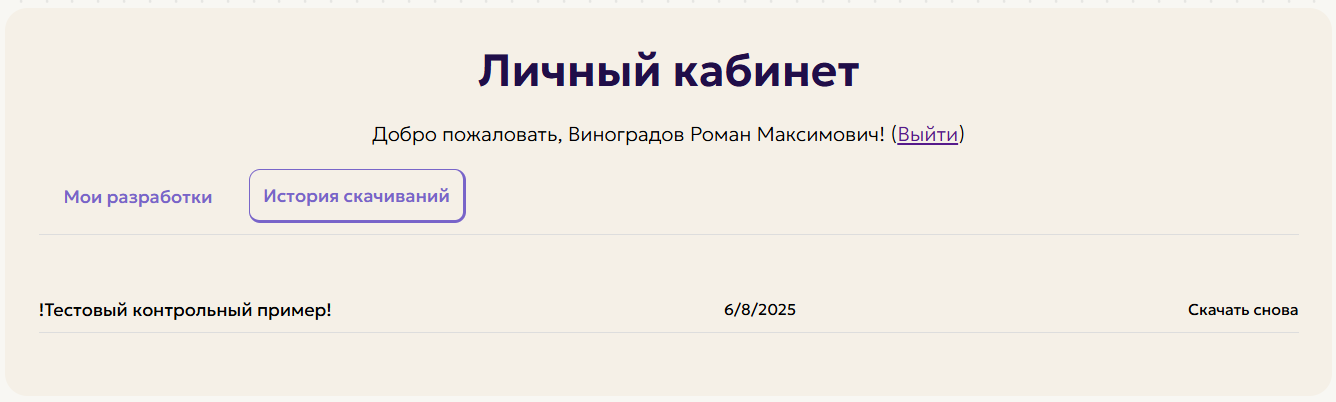 Личный кабинет
Добро пожаловать, Виноградов Роман Максимович! (Выйти)
Мои разработки История скачиваний
!Тестовый контрольный пример! 6/8/2025 Скачать снова